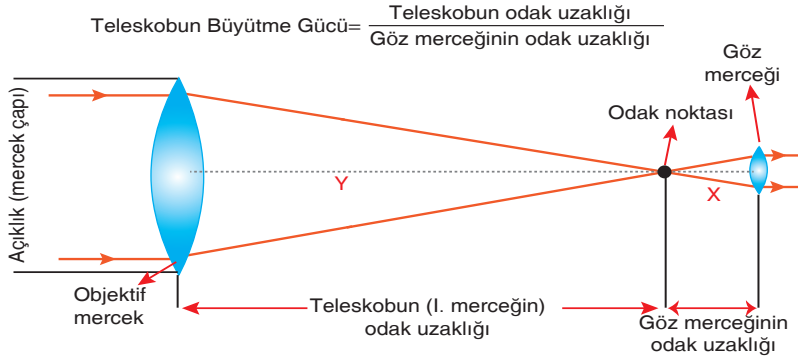 Teleskobun Büyütme Gücü= Teleskobun odak uzaklığı
Göz merceğinin odak uzaklığı
Göz
merceği
Odak noktası
Açıklık (mercek çapı)
Y
X
Objektif
mercek
Teleskobun (I. merceğin)
odak uzaklığı
Göz merceğinin
odak uzaklığı